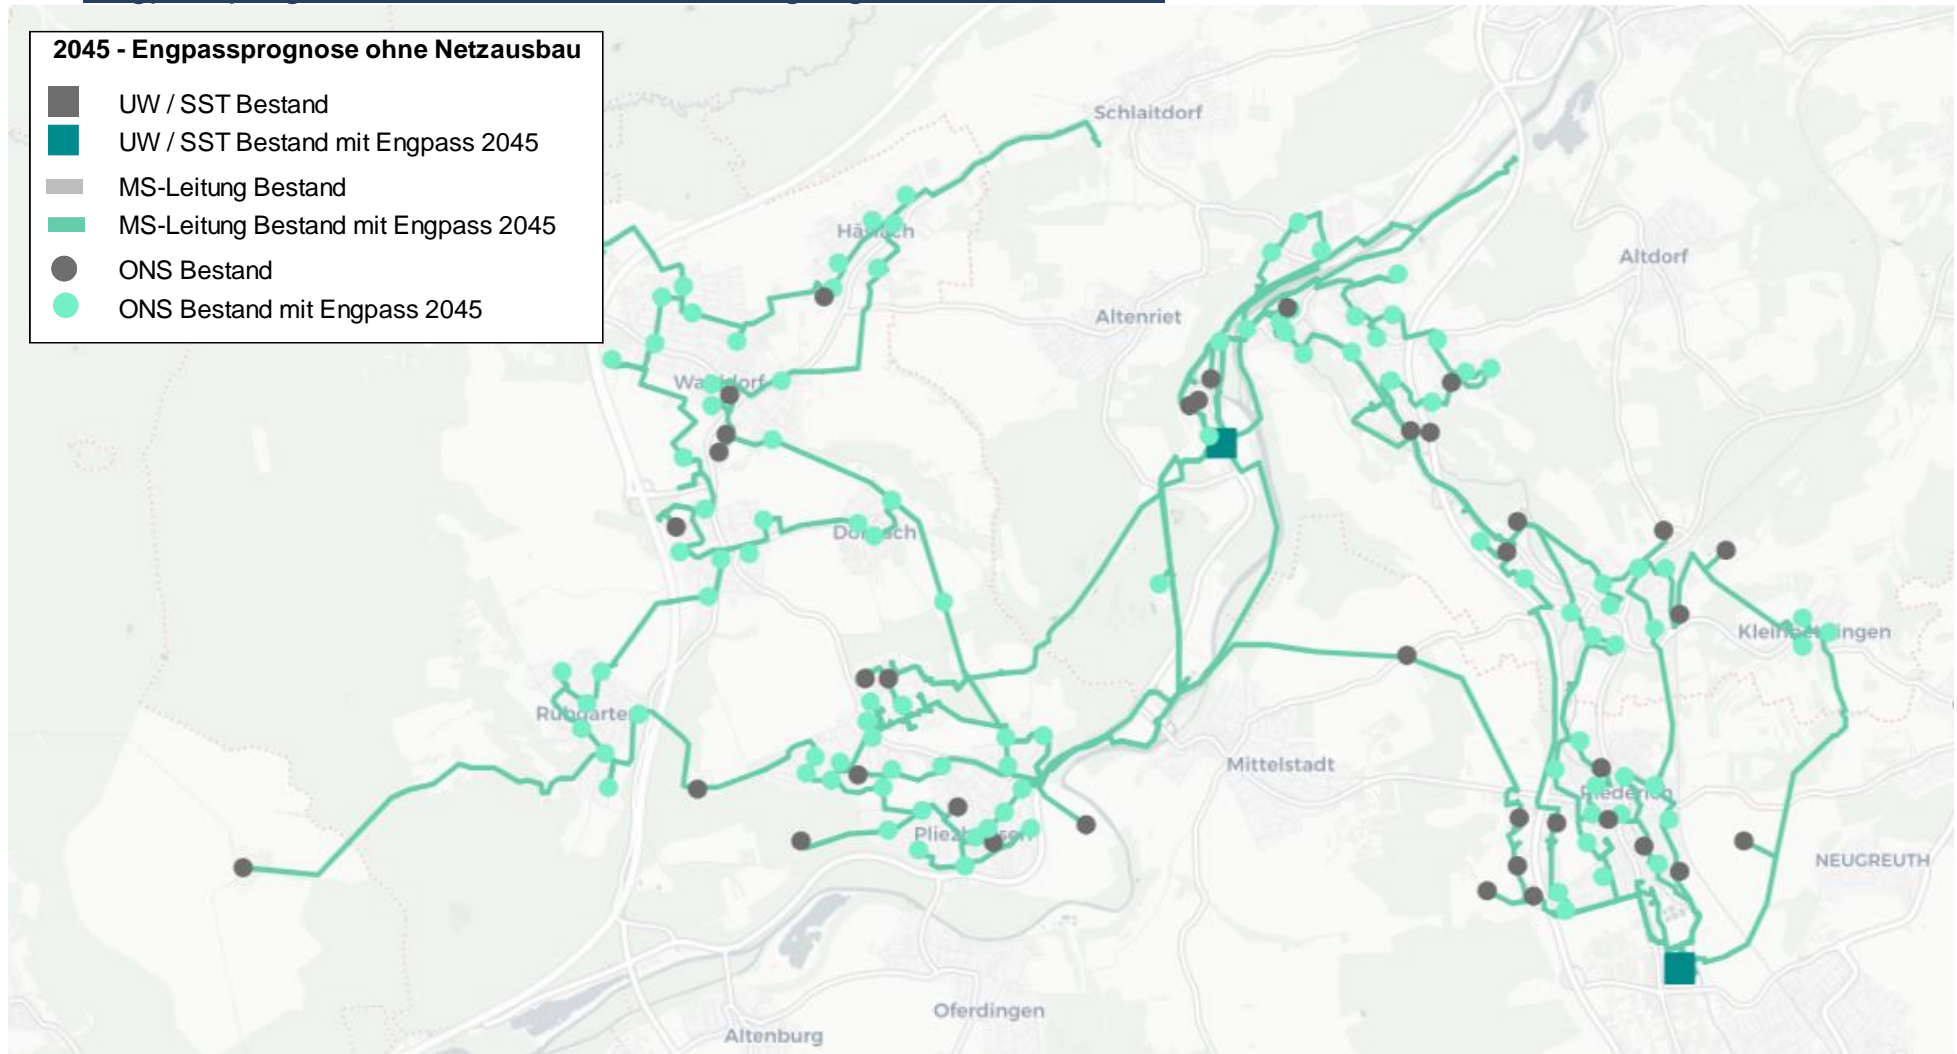 2045 - Engpassprognose ohne Netzausbau
UW / SST Bestand
UW / SST Bestand mit Engpass 2045
MS-Leitung Bestand
MS-Leitung Bestand mit Engpass 2045
ONS Bestand
ONS Bestand mit Engpass 2045
Schlaitdorf
Altdorf
Altenriet
Mittelstadt
NEUGREUTH
Oferdingen
Altenburg